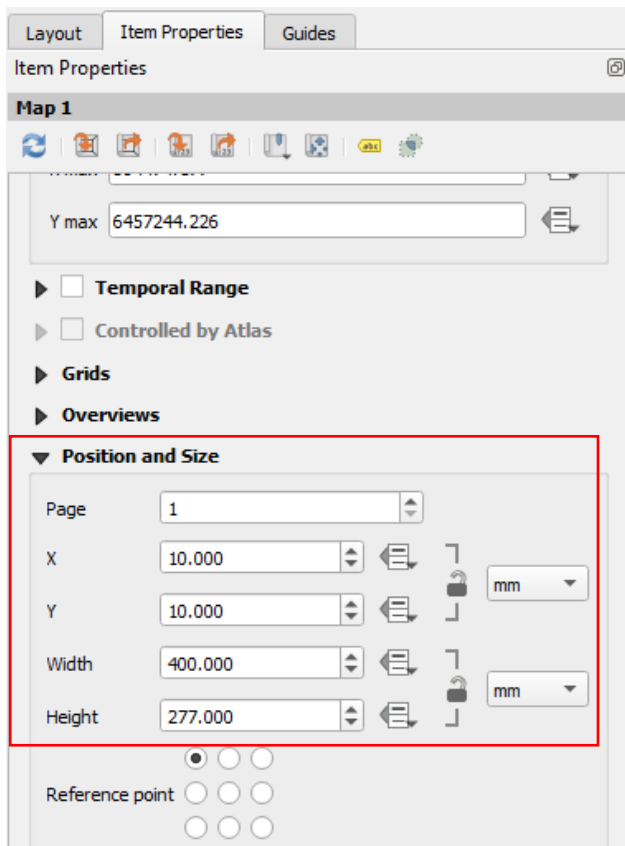 Layout Item Properties Guides
Item Properties
Map 1
Y max 6457244.226
Temporal Range
Controlled by Atlas
Grids
Overviews
Position and Size
Page 1
X 10.000
mm
Y 10.000
Width 400.000
mm
Height 277.000
Reference point